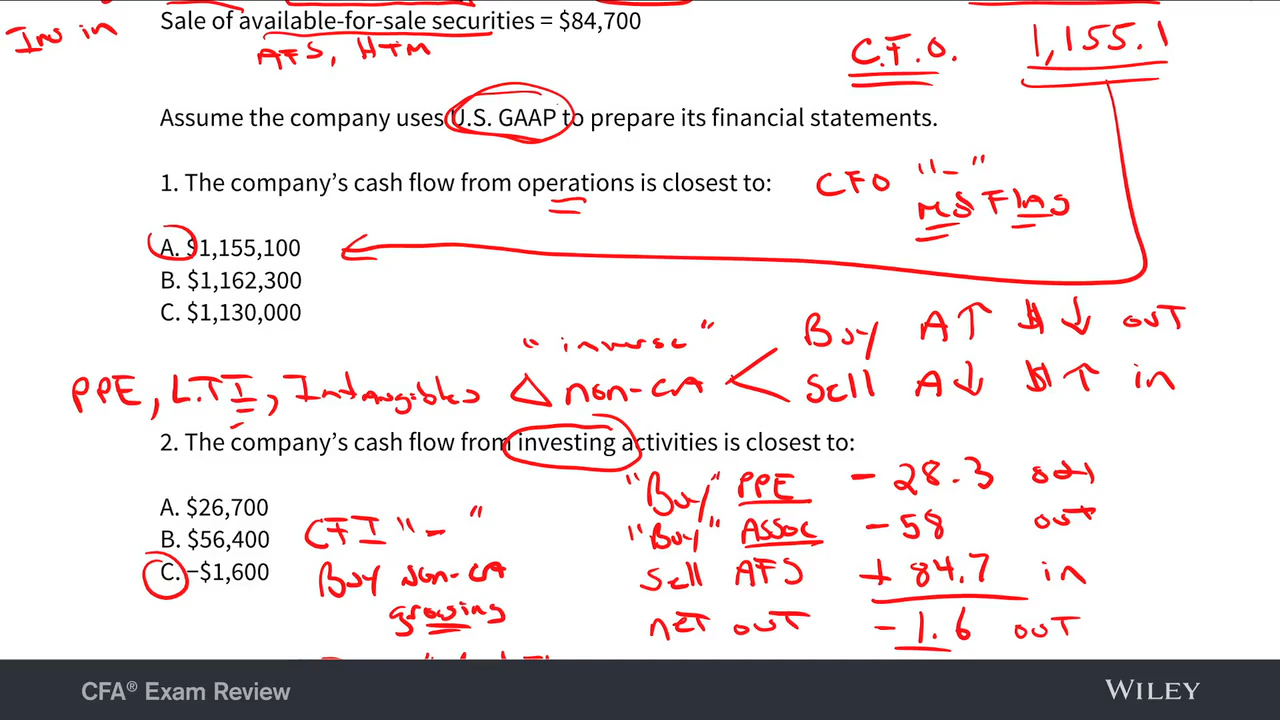 Sale of available-for-sale securities = $84,700
Inv in
AFS, HTM
C.F.O. 1,155.1
Assume the company uses U.S. GAAP to prepare its financial statements.
1. The company's cash flow from operations is closest to:
CFO "-"
Flag
A. $1,155,100
B. $1,162,300
C. $1,130,000
"inverse"
Buy A↑ $↓ out
PPE, LTI, Intangibles Δ non-CA
Sell A↓ $↑ in
2. The company's cash flow from investing activities is closest to:
"Buy" PPE - 28.3 out
A. $26,700
"Buy" Assoc - 58 out
B. $56,400
CFI "-"
C. −$1,600
Sell AFS + 84.7 in
Buy non-CA
growing
net out - 1.6 out
CFA® Exam Review
WILEY